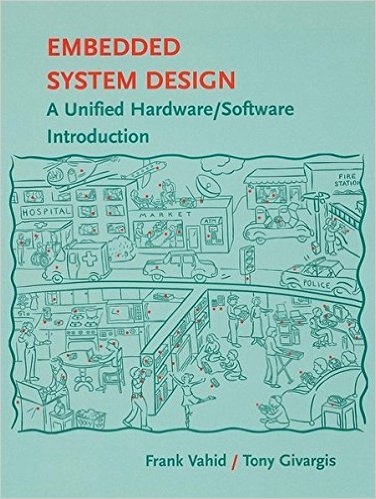 EMBEDDED
SYSTEM DESIGN
A Unified Hardware/Software
Introduction
FIRE
STATION
HOSPITAL
MARKET
ATM
POLICE
Frank Vahid / Tony Givargis